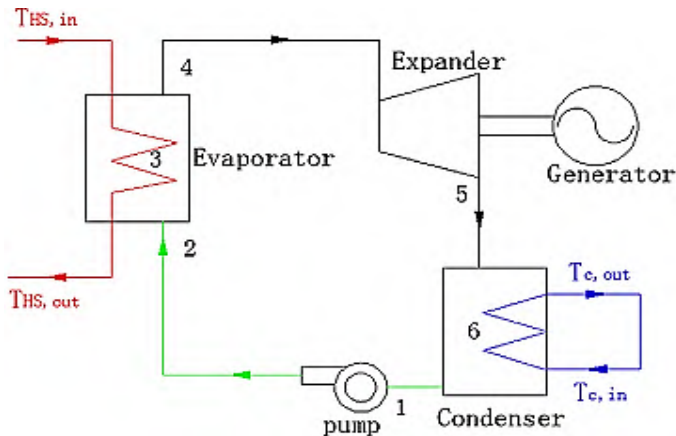 THS, in
4
Expander
3
Evaporator
Generator
5
2
THS, out
Tc, out
6
Tc, in
1
pump
Condenser